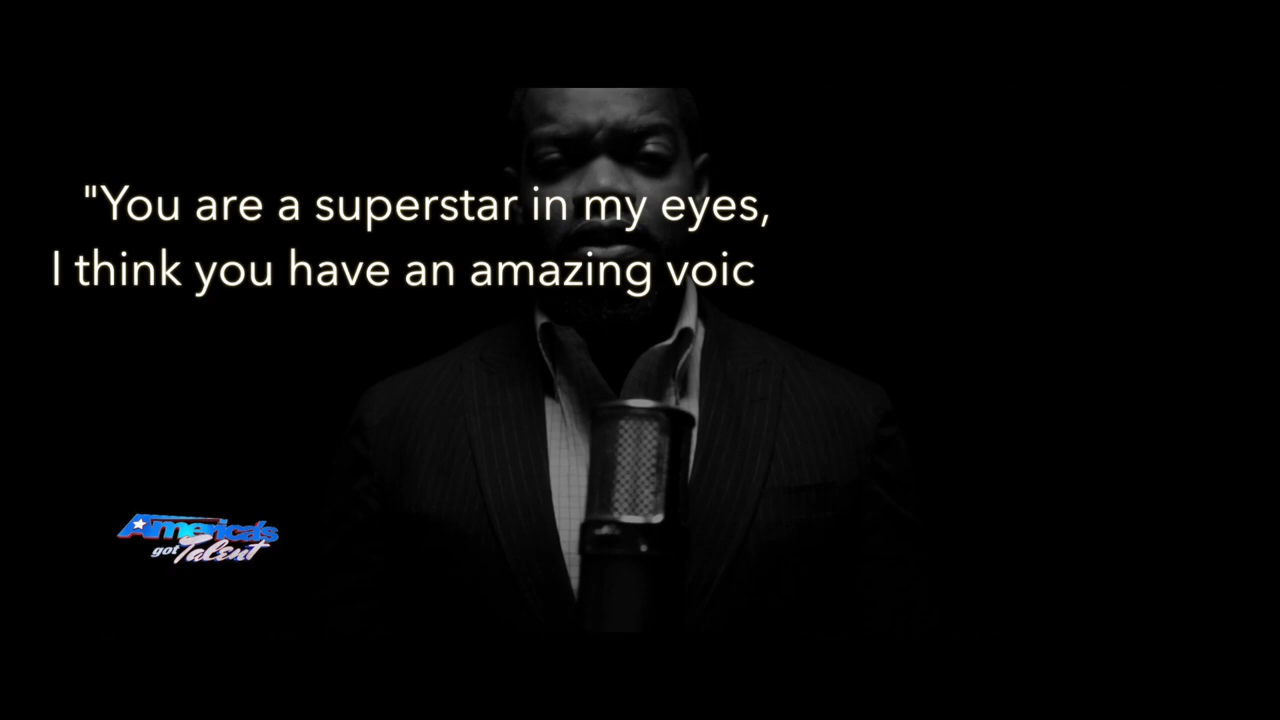 "You are a superstar in my eyes,
I think you have an amazing voic
America's
got Talent